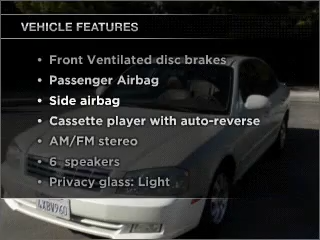 VEHICLE FEATURES
• Front Ventilated disc brakes
• Passenger Airbag
• Side airbag
• Cassette player with auto-reverse
• AM/FM stereo
• 6 speakers
• Privacy glass: Light